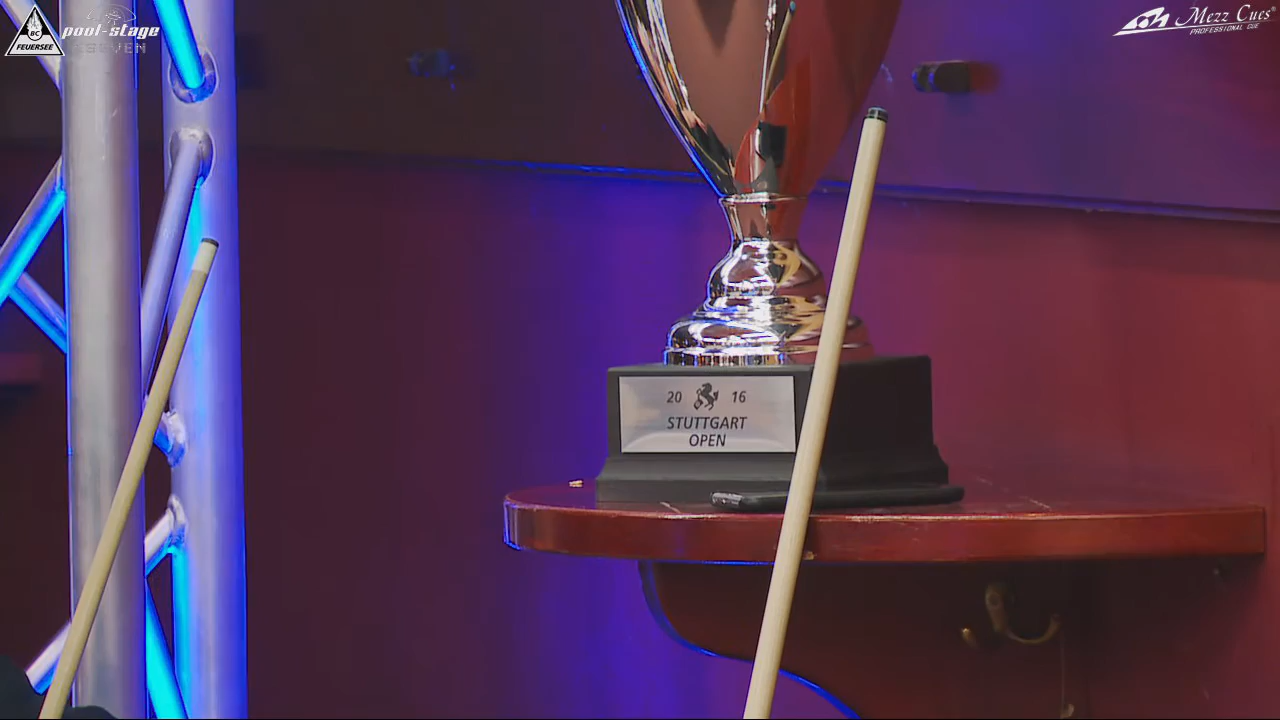 BC
FEUERSEE
pool-stage
Mezz Cues
PROFESSIONAL CUE
20 16
STUTTGART
OPEN